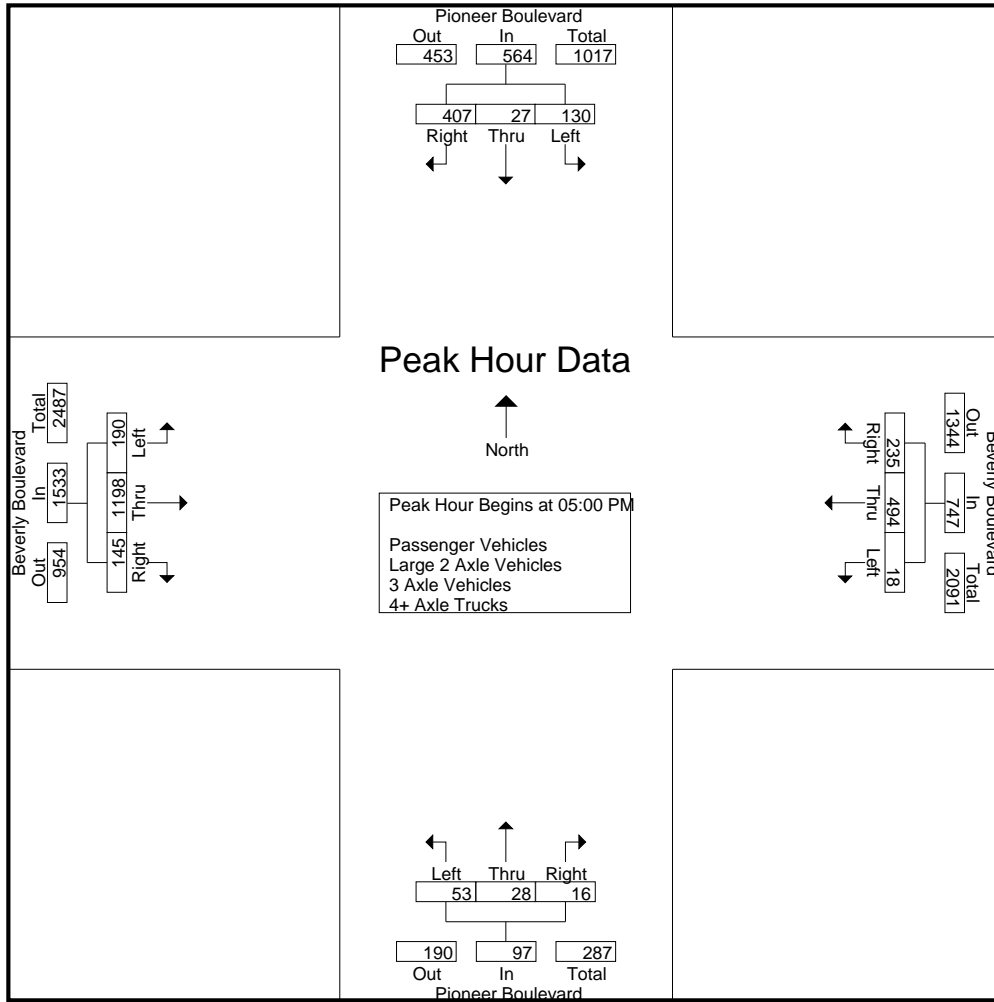 Pioneer Boulevard
Out In Total
453 564 1017
407 27 130
Right Thru Left
Peak Hour Data
North
Peak Hour Begins at 05:00 PM
Passenger Vehicles
Large 2 Axle Vehicles
3 Axle Vehicles
4+ Axle Trucks
Beverly Boulevard
Out In Total
954 1533 2487
145 1198 190
Right Thru Left
Beverly Boulevard
Out In Total
1344 747 2091
235 494 18
Right Thru Left
Left Thru Right
53 28 16
190 97 287
Out In Total
Pioneer Boulevard